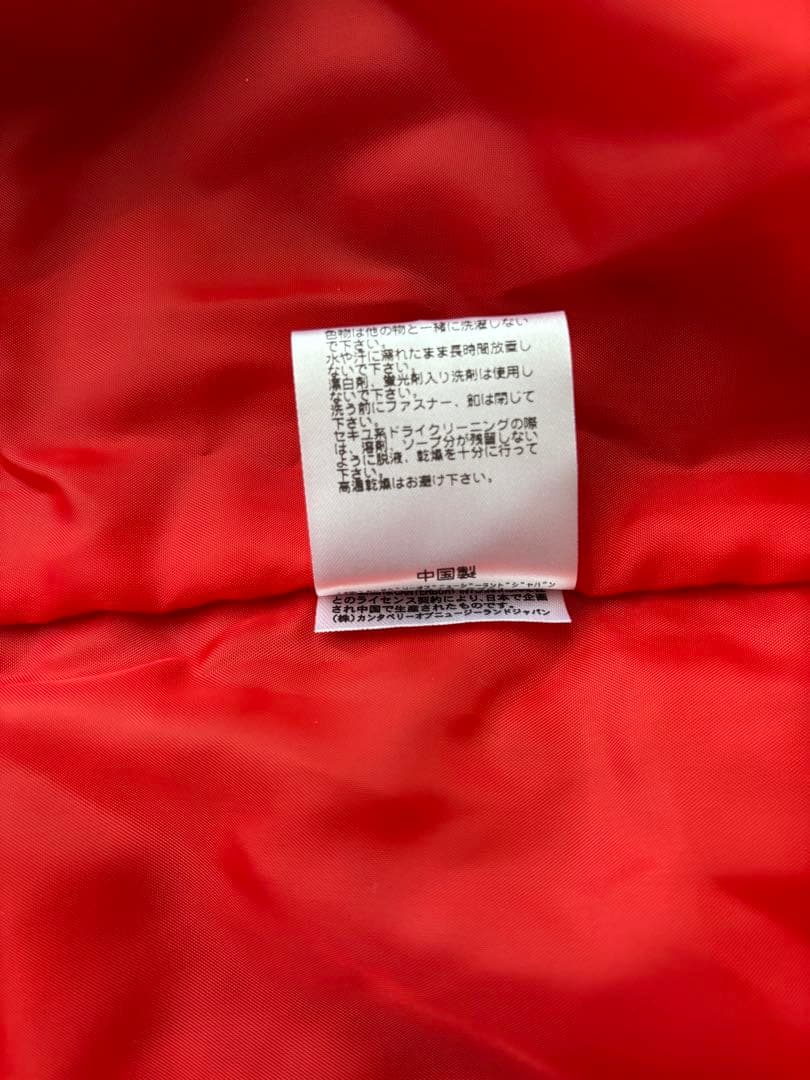 色物は他の物と一緒に洗濯しない
で下さい。
水や汗に濡れたまま長時間放置し
ないで下さい。
漂白剤、蛍光剤入り洗剤は使用し
ないで下さい。
洗う前にファスナー、釦は閉じて
下さい。
セキユ系ドライクリーニングの際
は、溶剤、ソープ分が残留しない
ように脱液、乾燥を十分に行って
下さい。
高温乾燥はお避け下さい。
中国製
とのライセンス契約により、日本で企画
され中国で生産されたものです。
(株)カンタベリーオブニュージーランドジャパン